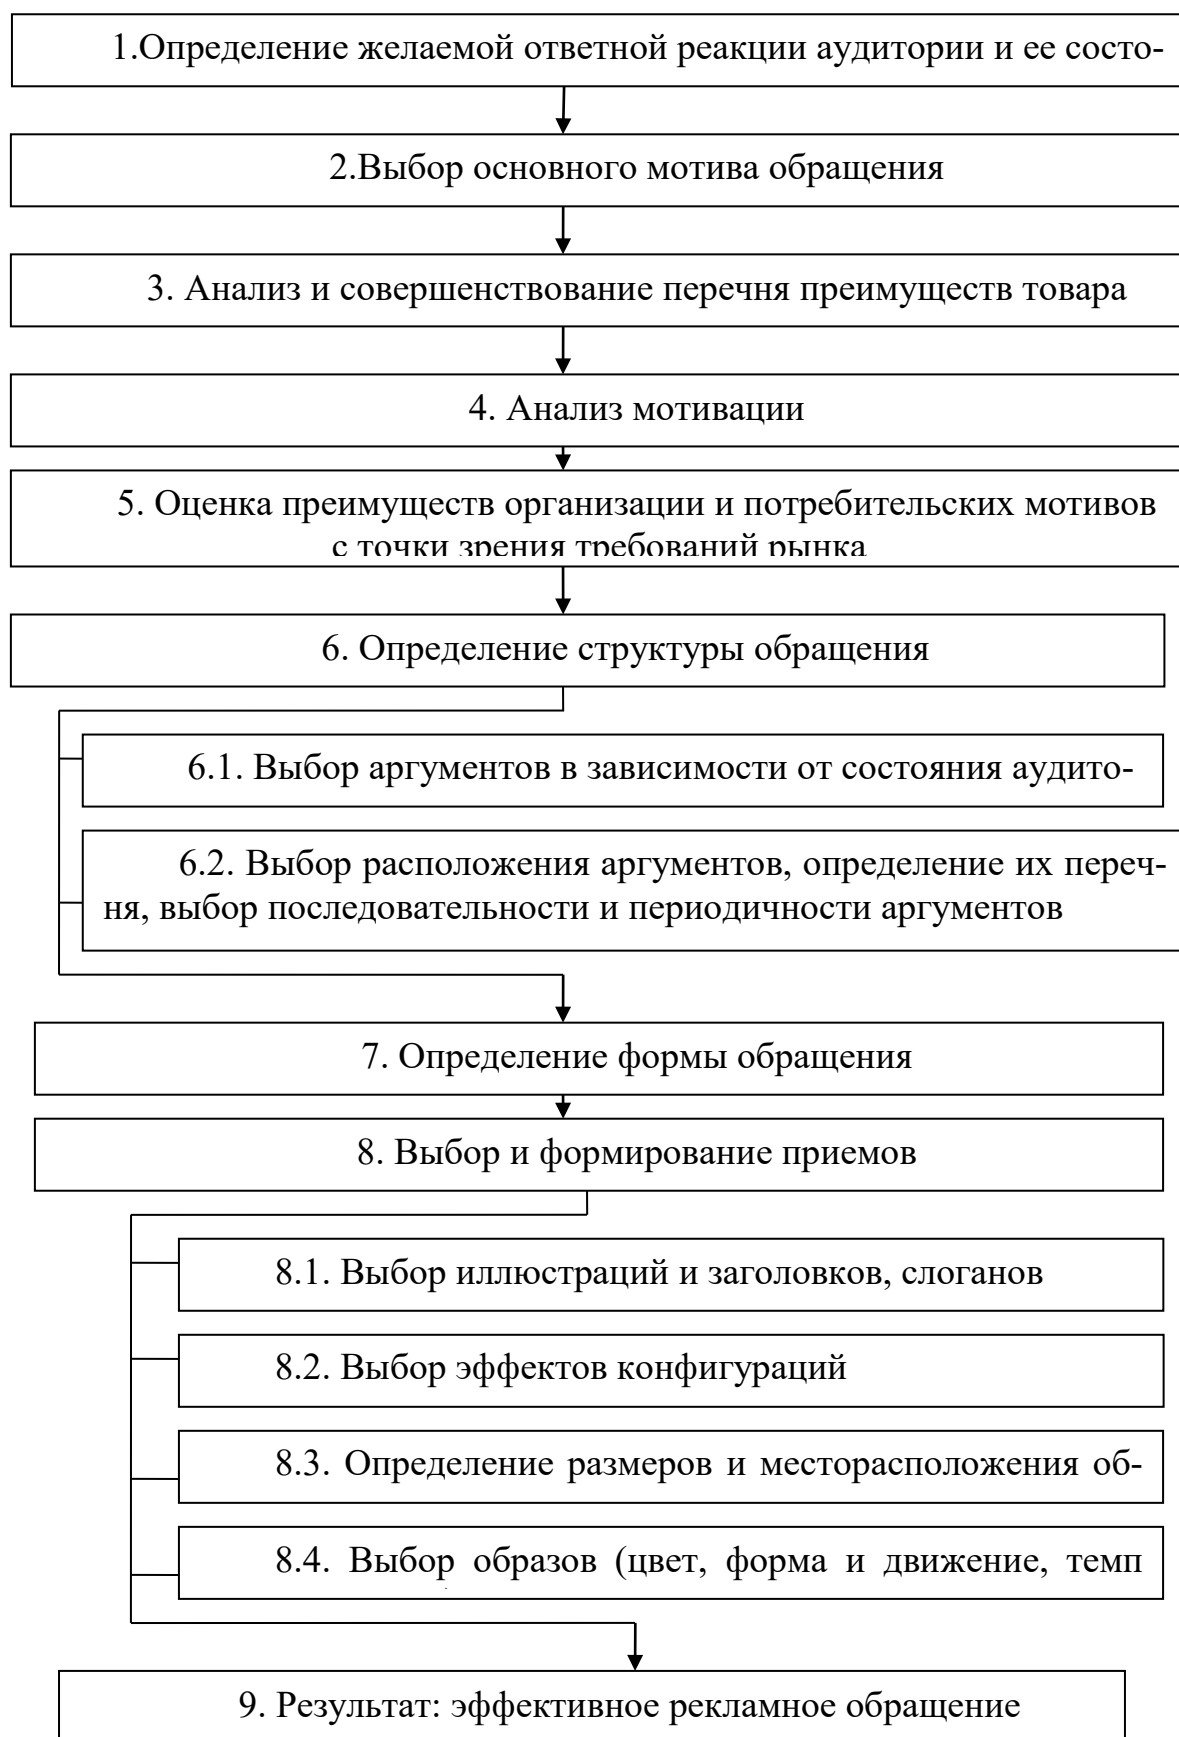 1.Определение желаемой ответной реакции аудитории и ее состо-
2.Выбор основного мотива обращения
3. Анализ и совершенствование перечня преимуществ товара
4. Анализ мотивации
5. Оценка преимуществ организации и потребительских мотивов
с точки зрения требований рынка
6. Определение структуры обращения
6.1. Выбор аргументов в зависимости от состояния аудито-
6.2. Выбор расположения аргументов, определение их переч-
ня, выбор последовательности и периодичности аргументов
7. Определение формы обращения
8. Выбор и формирование приемов
8.1. Выбор иллюстраций и заголовков, слоганов
8.2. Выбор эффектов конфигураций
8.3. Определение размеров и месторасположения об-
8.4. Выбор образов (цвет, форма и движение, темп
9. Результат: эффективное рекламное обращение